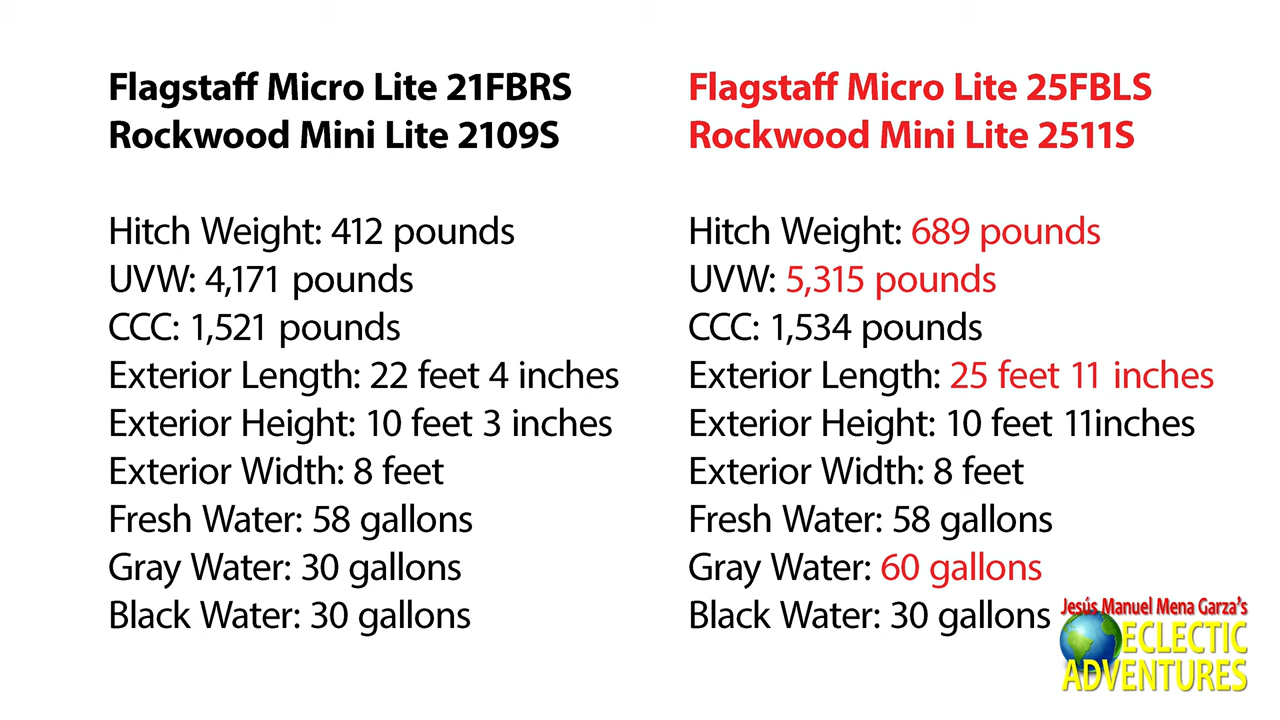 Flagstaff Micro Lite 21FBRS
Rockwood Mini Lite 2109S
Hitch Weight: 412 pounds
UVW: 4,171 pounds
CCC: 1,521 pounds
Exterior Length: 22 feet 4 inches
Exterior Height: 10 feet 3 inches
Exterior Width: 8 feet
Fresh Water: 58 gallons
Gray Water: 30 gallons
Black Water: 30 gallons
Flagstaff Micro Lite 25FBLS
Rockwood Mini Lite 2511S
Hitch Weight: 689 pounds
UVW: 5,315 pounds
CCC: 1,534 pounds
Exterior Length: 25 feet 11 inches
Exterior Height: 10 feet 11inches
Exterior Width: 8 feet
Fresh Water: 58 gallons
Gray Water: 60 gallons
Black Water: 30 gallons
Jesús Manuel Mena Garza's
ECLECTIC
ADVENTURES